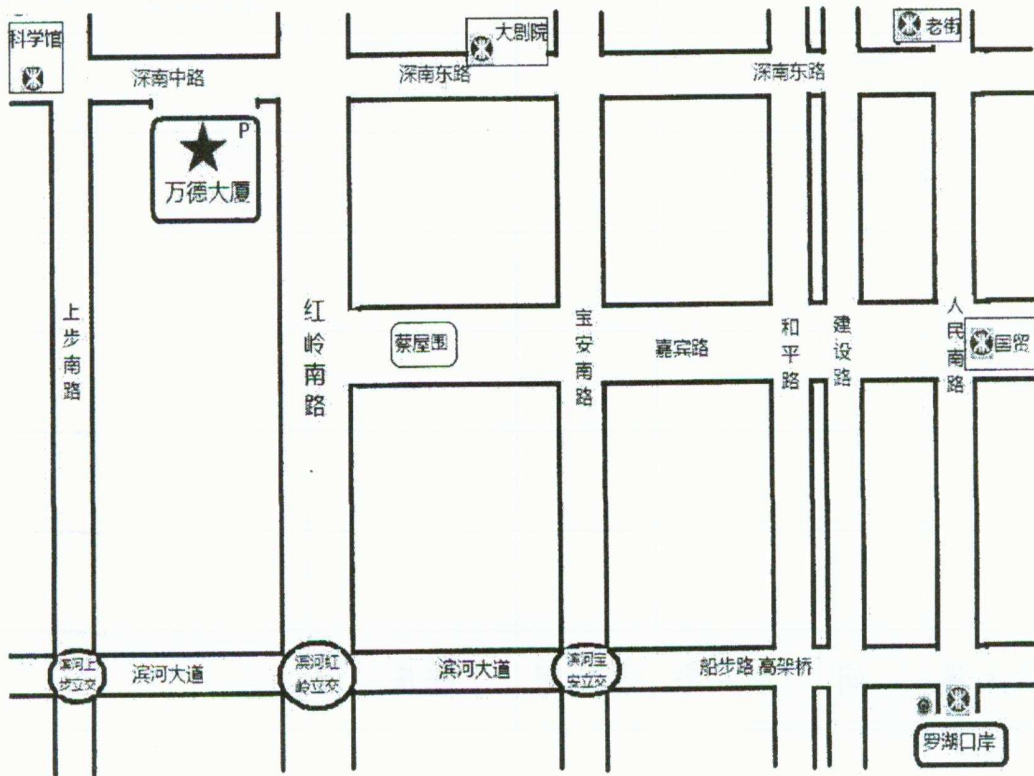 科学馆
大剧院
老街
深南中路
深南东路
深南东路
P
万德大厦
上步南路
红岭南路
蔡屋围
宝安南路
嘉宾路
和平路
建设路
人民南路
国贸
滨河上
步立交
滨河大道
滨河红
岭立交
滨河大道
滨河宝
安立交
船步路 高架桥
罗湖口岸